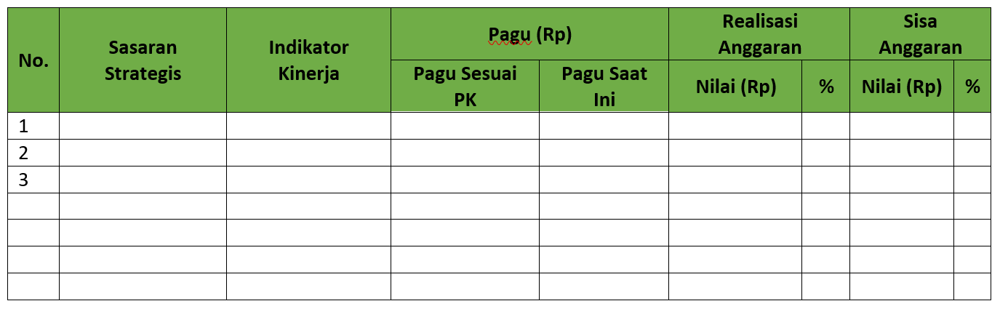 No.
Sasaran
Strategis
Indikator
Kinerja
Pagu (Rp)
Realisasi
Anggaran
Sisa
Anggaran
Pagu Sesuai
PK
Pagu Saat
Ini
Nilai (Rp)
%
Nilai (Rp)
%
1
2
3